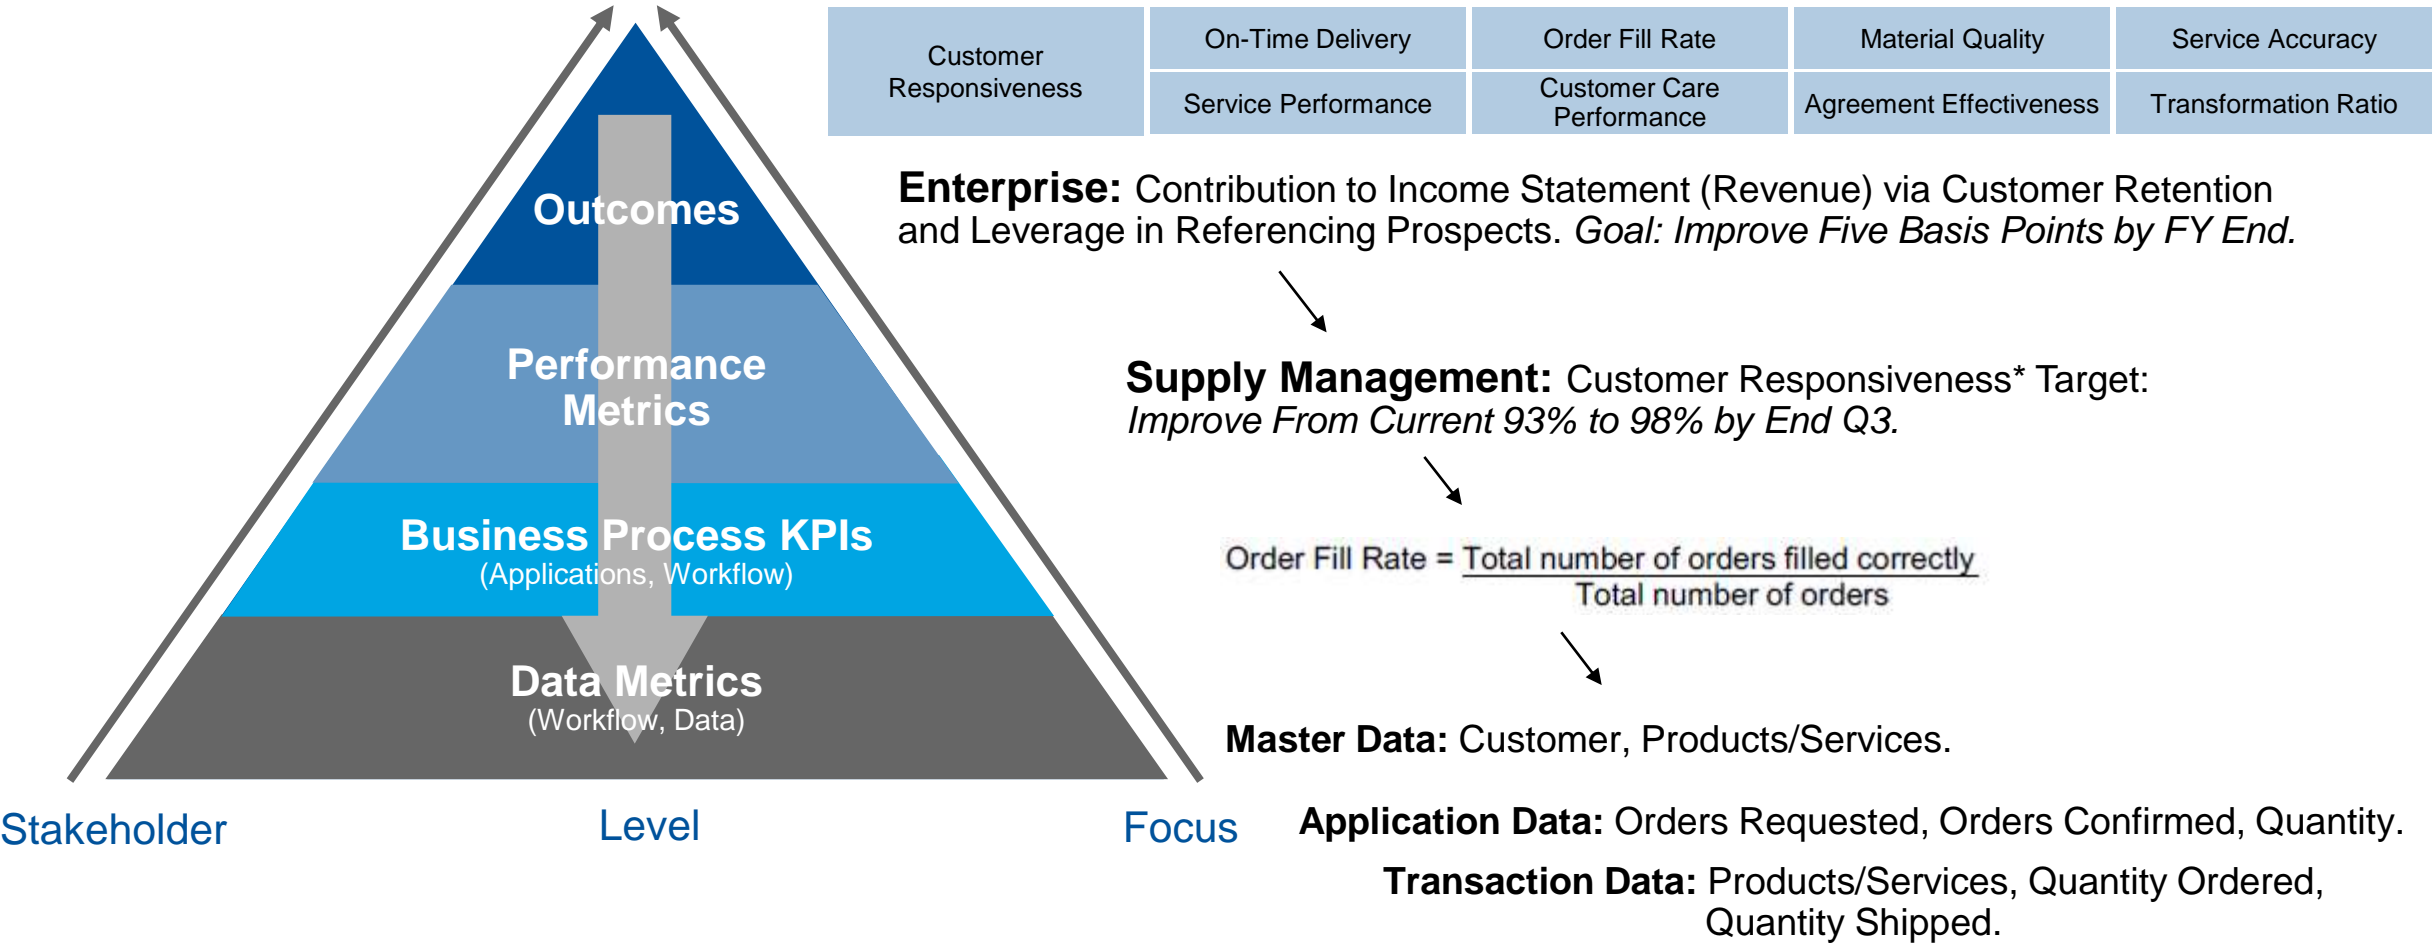 Customer
Responsiveness
On-Time Delivery
Order Fill Rate
Material Quality
Service Accuracy
Service Performance
Customer Care
Performance
Agreement Effectiveness
Transformation Ratio
Outcomes
Performance
Metrics
Business Process KPIs
(Applications, Workflow)
Data Metrics
(Workflow, Data)
Stakeholder
Level
Focus
Enterprise: Contribution to Income Statement (Revenue) via Customer Retention
and Leverage in Referencing Prospects. Goal: Improve Five Basis Points by FY End.
Supply Management: Customer Responsiveness* Target:
Improve From Current 93% to 98% by End Q3.
Order Fill Rate = Total number of orders filled correctly
Total number of orders
Master Data: Customer, Products/Services.
Application Data: Orders Requested, Orders Confirmed, Quantity.
Transaction Data: Products/Services, Quantity Ordered,
Quantity Shipped.